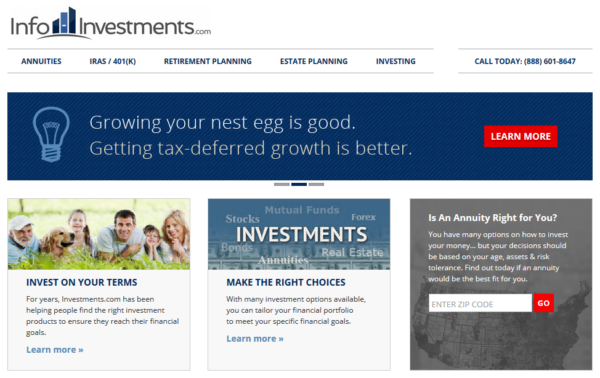 InfoInvestments.com
ANNUITIES IRAS / 401(K) RETIREMENT PLANNING ESTATE PLANNING INVESTING CALL TODAY: (888) 601-8647
Growing your nest egg is good.
Getting tax-deferred growth is better.
LEARN MORE
Mutual Funds
Stocks
Forex
INVESTMENTS
Bonds
Real Estate
Annuities
INVEST ON YOUR TERMS
For years, Investments.com has been
helping people find the right investment
products to ensure they reach their financial
goals.
Learn more »
MAKE THE RIGHT CHOICES
With many investment options available,
you can tailor your financial portfolio
to meet your specific financial goals.
Learn more »
Is An Annuity Right for You?
You have many options on how to invest
your money... but your decisions should
be based on your age, assets & risk
tolerance. Find out today if an annuity
would be the best fit for you.
ENTER ZIP CODE GO